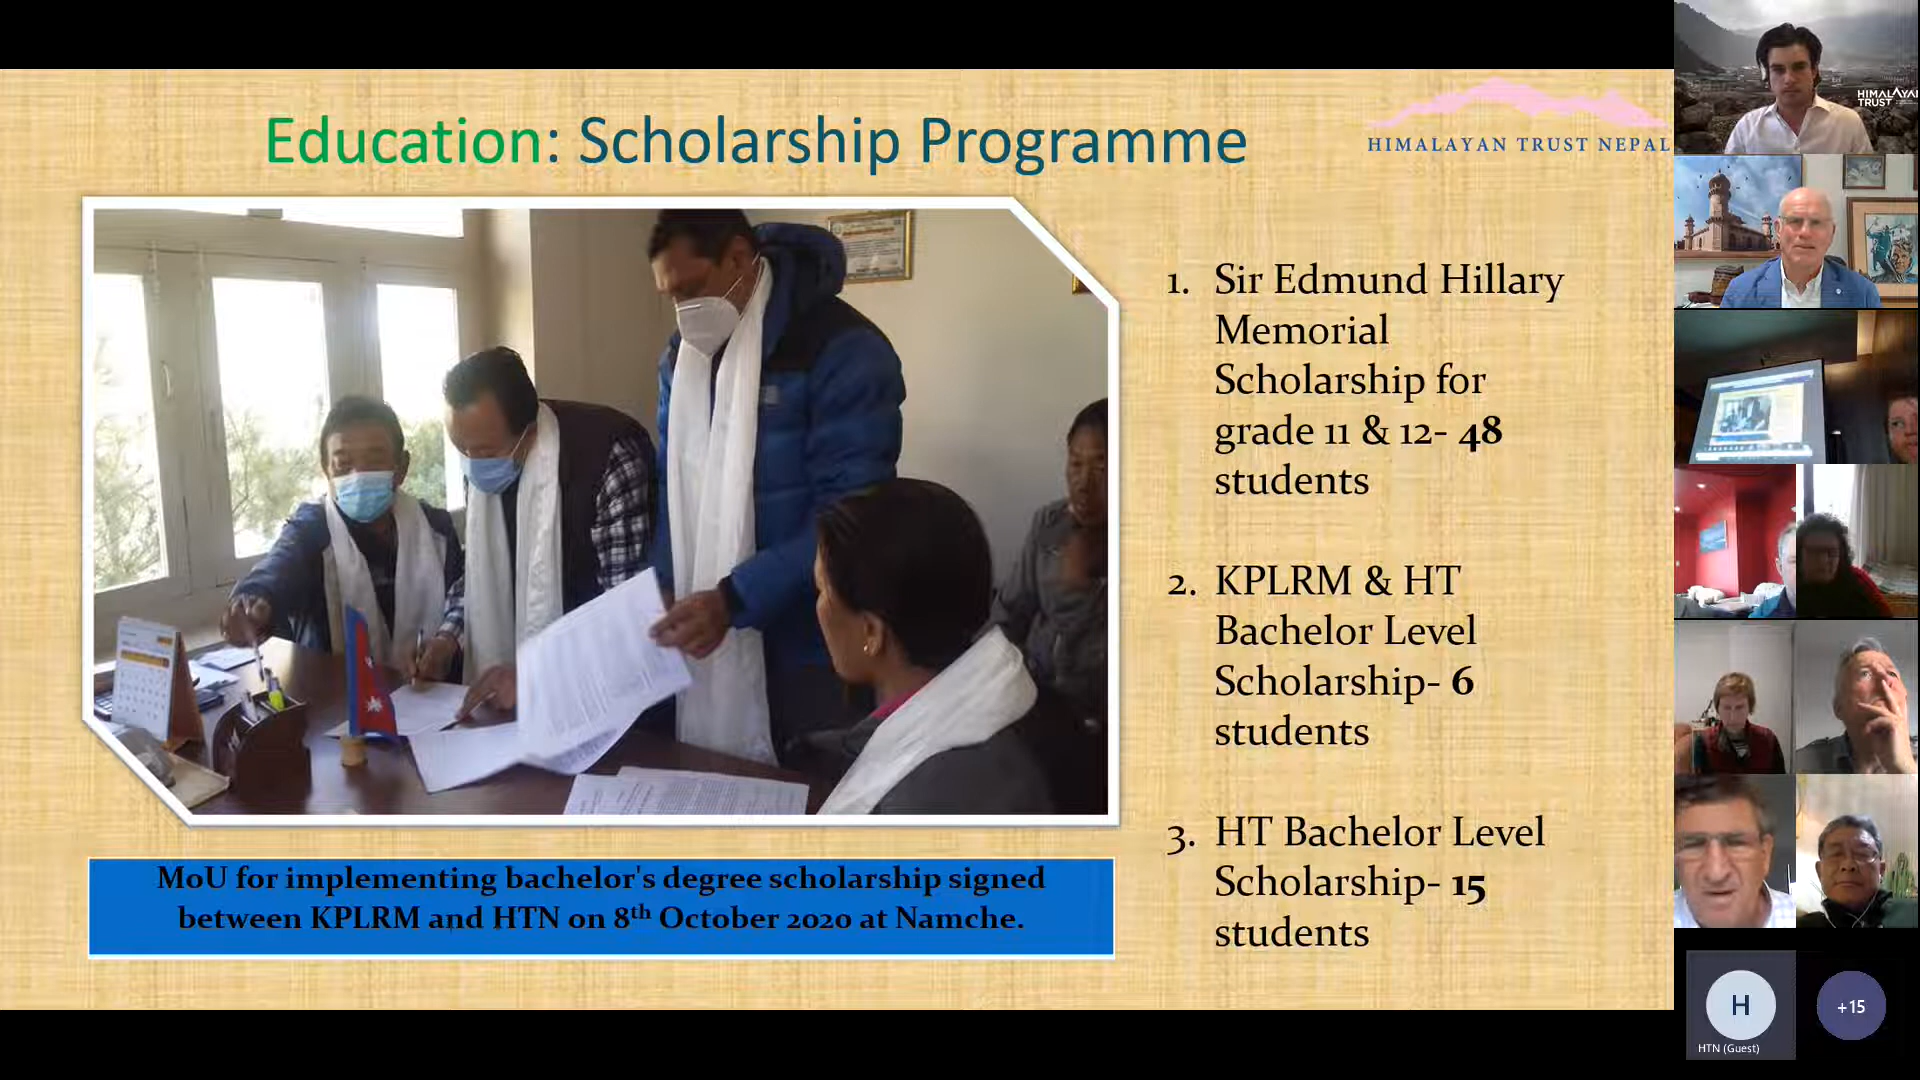 Education: Scholarship Programme
HIMALAYAN TRUST NEPAL
1. Sir Edmund Hillary
Memorial
Scholarship for
grade 11 & 12- 48
students
2. KPLRM & HT
Bachelor Level
Scholarship- 6
students
3. HT Bachelor Level
Scholarship- 15
students
MoU for implementing bachelor's degree scholarship signed
between KPLRM and HTN on 8th October 2020 at Namche.
HIMALAYAN
TRUST
H
HTN (Guest)
+15